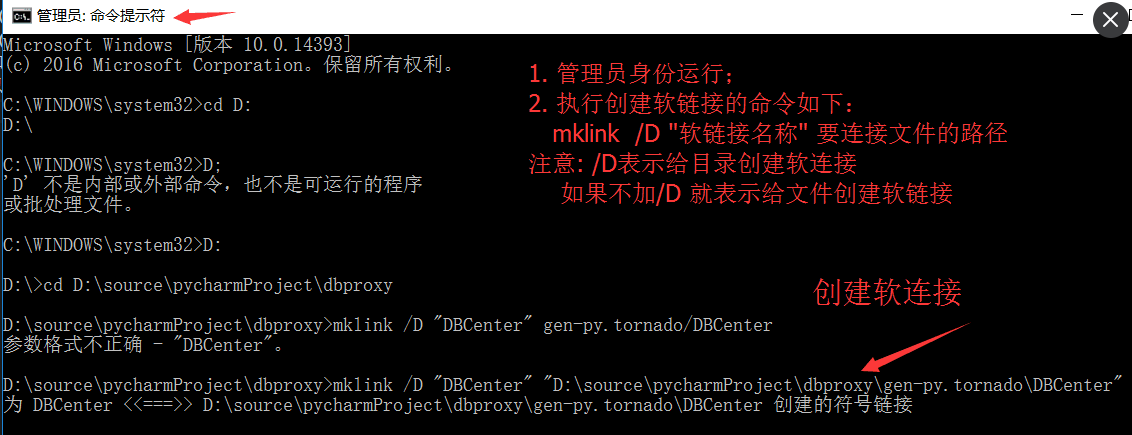 管理员: 命令提示符
Microsoft Windows [版本 10.0.14393]
(c) 2016 Microsoft Corporation。保留所有权利。
C:\WINDOWS\system32>cd D:
D:\
C:\WINDOWS\system32>D;
'D' 不是内部或外部命令，也不是可运行的程序
或批处理文件。
C:\WINDOWS\system32>D:
D:\>cd D:\source\pycharmProject\dbproxy
D:\source\pycharmProject\dbproxy>mklink /D "DBCenter" gen-py.tornado/DBCenter
参数格式不正确 - "DBCenter"。
D:\source\pycharmProject\dbproxy>mklink /D "DBCenter" "D:\source\pycharmProject\dbproxy\gen-py.tornado\DBCenter"
为 DBCenter <<===>> D:\source\pycharmProject\dbproxy\gen-py.tornado\DBCenter 创建的符号链接
1. 管理员身份运行；
2. 执行创建软链接的命令如下：
mklink /D "软链接名称" 要连接文件的路径
注意: /D表示给目录创建软连接
如果不加/D 就表示给文件创建软链接
创建软连接